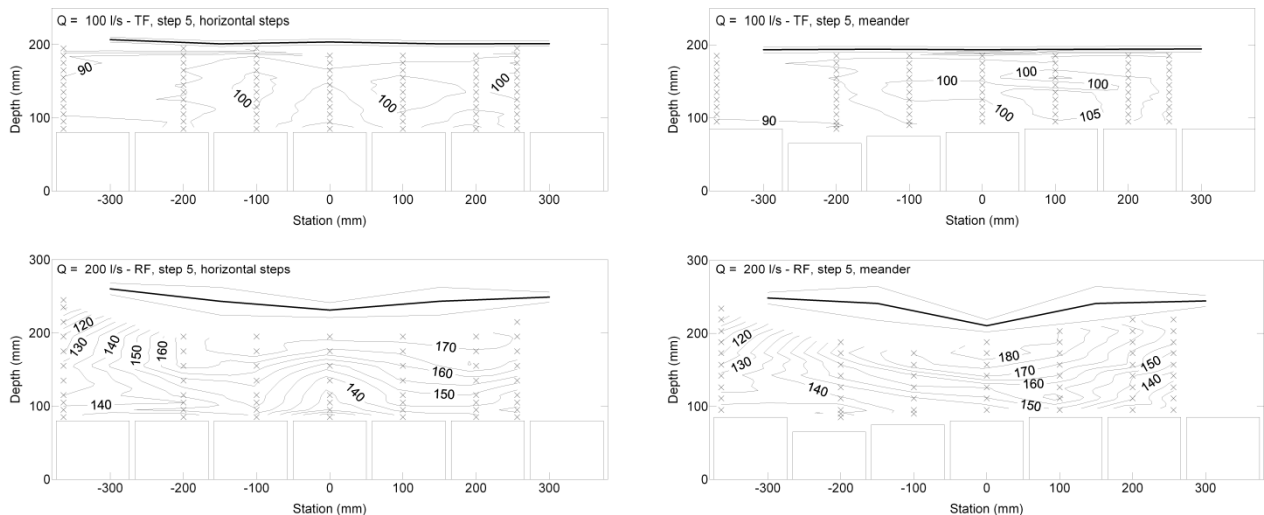 Q = 100 l/s - TF, step 5, horizontal steps
200
100
0
Depth (mm)
90
100
100
100
-300 -200 -100 0 100 200 300
Station (mm)
Q = 100 l/s - TF, step 5, meander
200
100
0
Depth (mm)
90
100
100
100
100
105
-300 -200 -100 0 100 200 300
Station (mm)
Q = 200 l/s - RF, step 5, horizontal steps
300
200
100
0
Depth (mm)
120
130
140
150
160
140
140
170
160
150
-300 -200 -100 0 100 200 300
Station (mm)
Q = 200 l/s - RF, step 5, meander
300
200
100
0
Depth (mm)
120
130
140
180
170
160
150
150
140
-300 -200 -100 0 100 200 300
Station (mm)